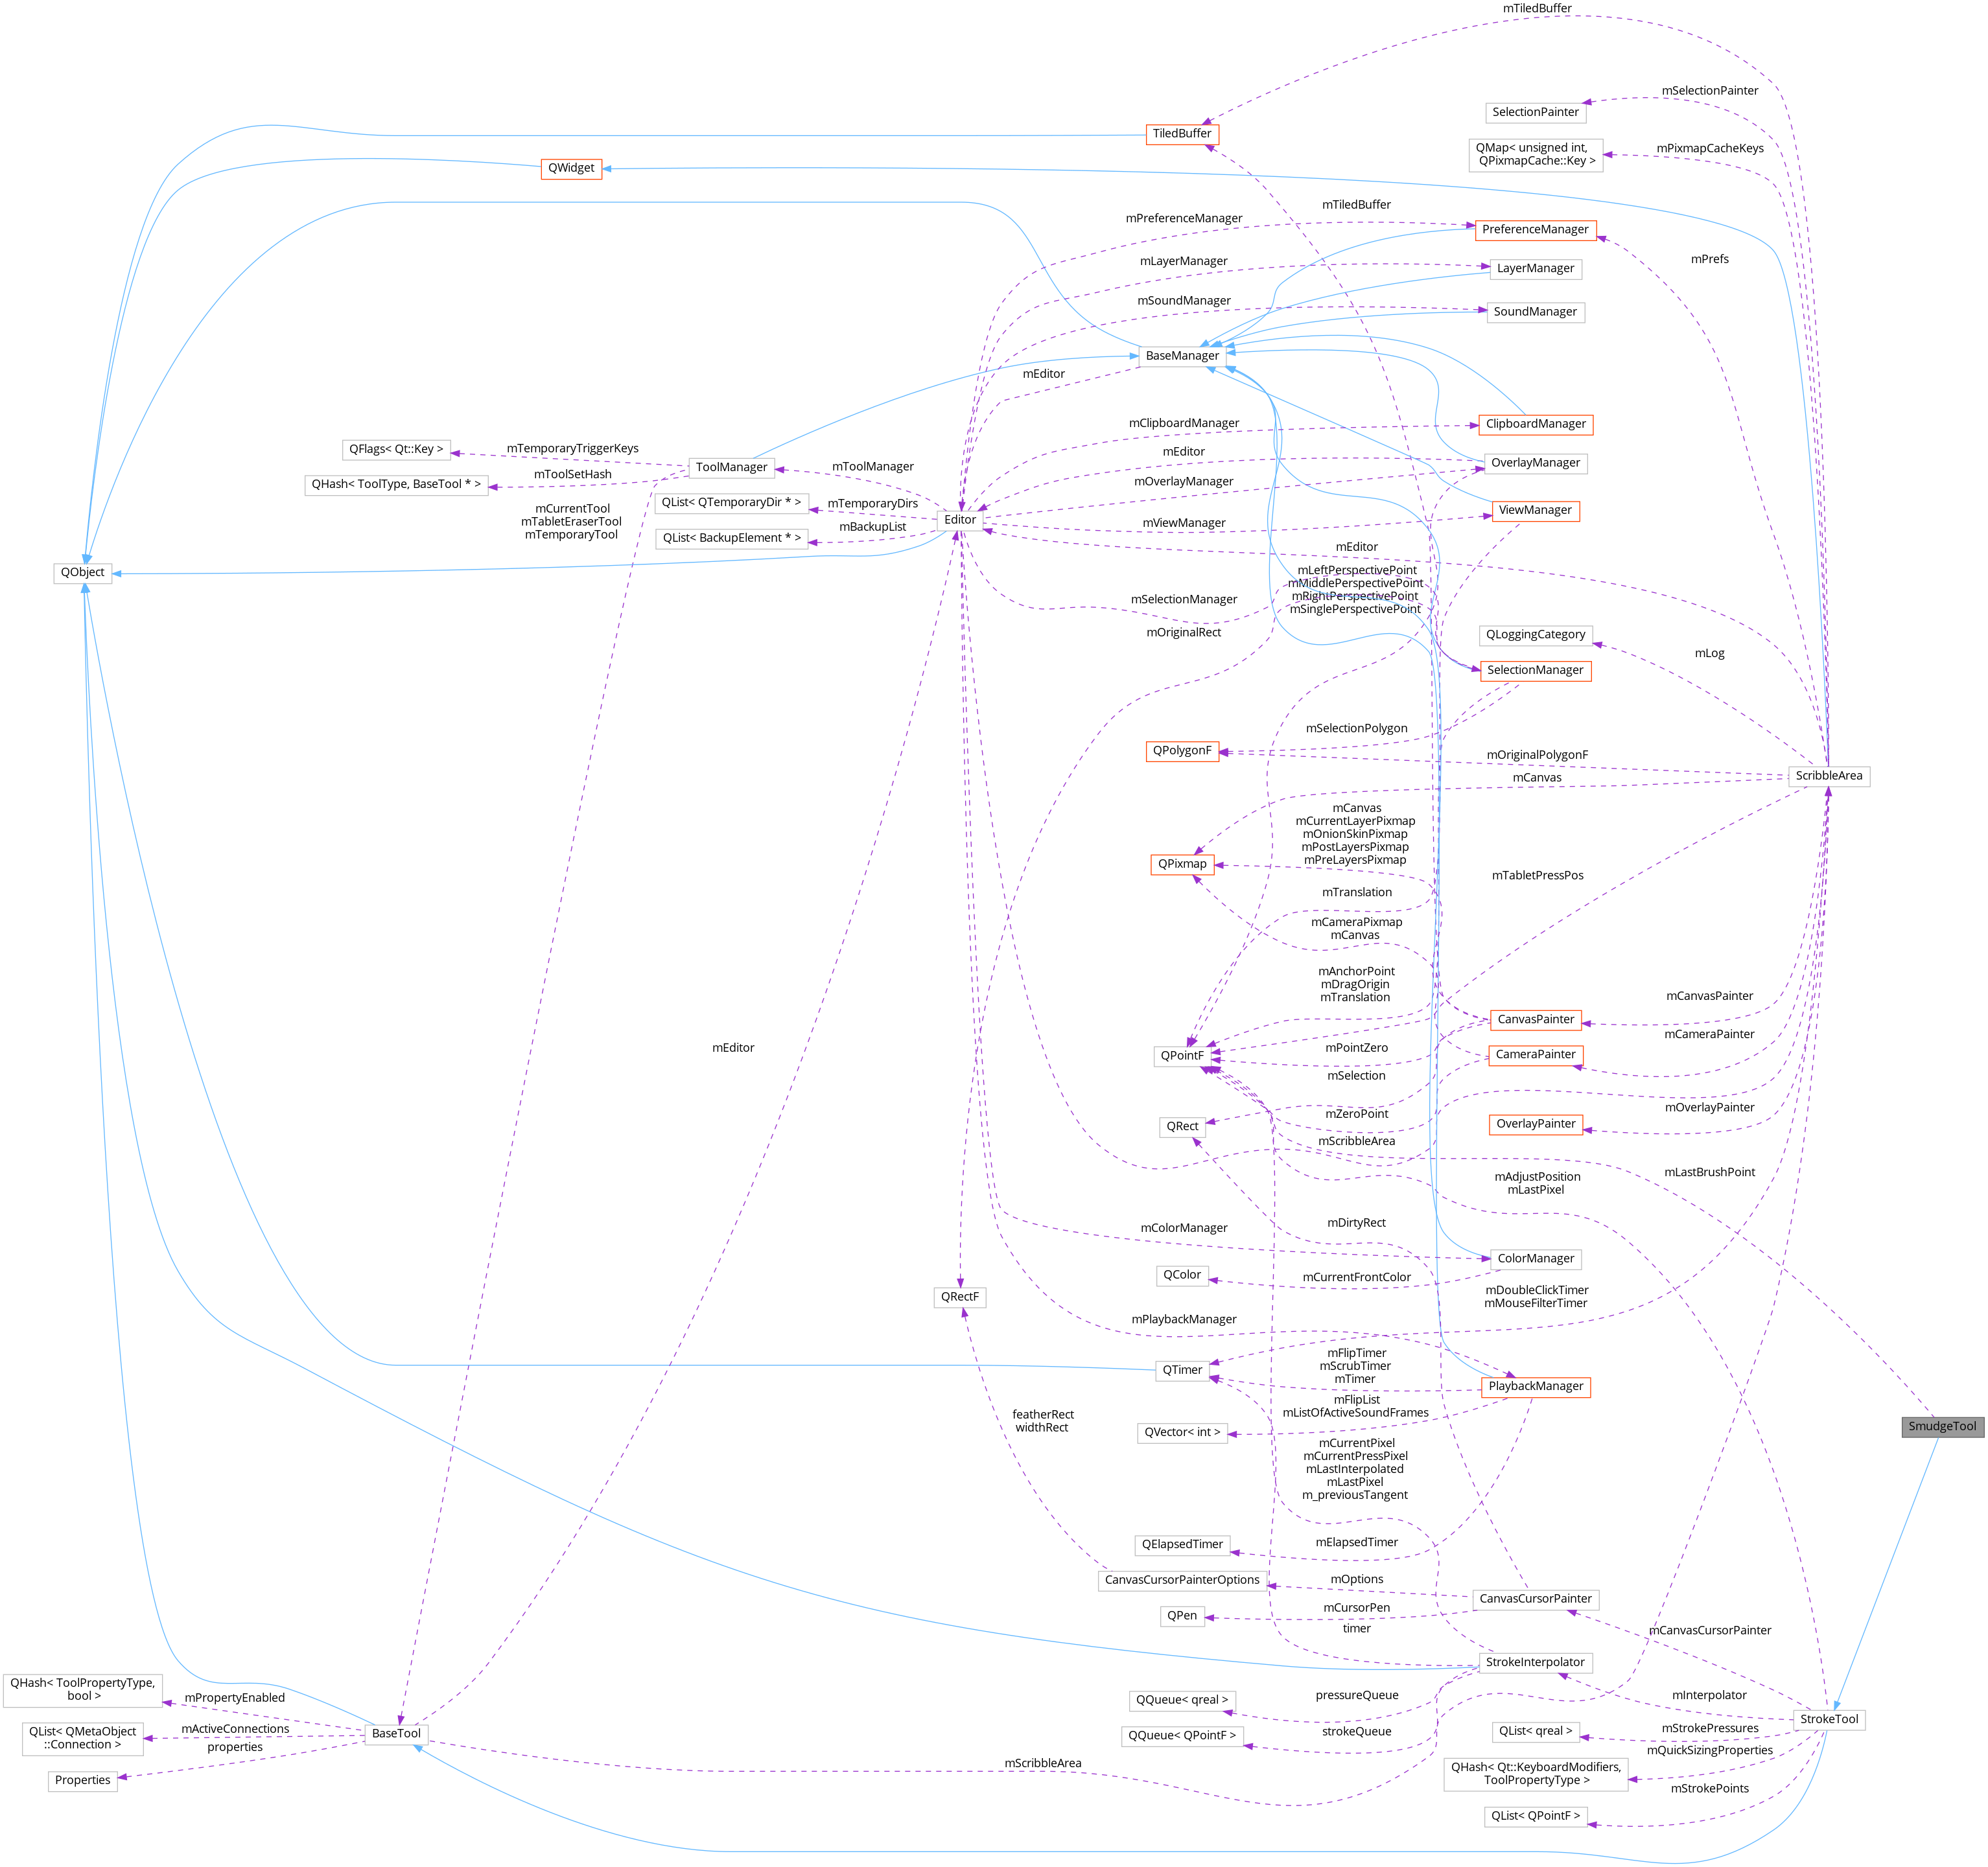 mTiledBuffer
SelectionPainter
mSelectionPainter
TiledBuffer
QMap< unsigned int,
QPixmapCache::Key >
mPixmapCacheKeys
QWidget
mTiledBuffer
mPreferenceManager
PreferenceManager
mPrefs
mLayerManager
LayerManager
mSoundManager
SoundManager
BaseManager
mEditor
mClipboardManager
ClipboardManager
QFlags< Qt::Key >
mTemporaryTriggerKeys
ToolManager
mToolManager
mEditor
OverlayManager
QHash< ToolType, BaseTool * >
mToolSetHash
mOverlayManager
QList< QTemporaryDir * >
mTemporaryDirs
Editor
mViewManager
ViewManager
mCurrentTool
mTabletEraserTool
mTemporaryTool
QList< BackupElement * >
mBackupList
mEditor
QObject
mLeftPerspectivePoint
mMiddlePerspectivePoint
mRightPerspectivePoint
mSinglePerspectivePoint
mSelectionManager
mOriginalRect
QLoggingCategory
mLog
SelectionManager
mSelectionPolygon
QPolygonF
mOriginalPolygonF
ScribbleArea
mCanvas
mCanvas
mCurrentLayerPixmap
mOnionSkinPixmap
mPostLayersPixmap
mPreLayersPixmap
QPixmap
mTabletPressPos
mTranslation
mCameraPixmap
mCanvas
mAnchorPoint
mDragOrigin
mTranslation
mCanvasPainter
CanvasPainter
mCameraPainter
QPointF
mPointZero
CameraPainter
mEditor
mSelection
mOverlayPainter
QRect
mZeroPoint
OverlayPainter
mScribbleArea
mLastBrushPoint
mAdjustPosition
mLastPixel
mColorManager
mDirtyRect
ColorManager
QColor
mCurrentFrontColor
QRectF
mDoubleClickTimer
mMouseFilterTimer
mPlaybackManager
QTimer
mFlipTimer
mScrubTimer
mTimer
PlaybackManager
mFlipList
mListOfActiveSoundFrames
featherRect
widthRect
QVector< int >
SmudgeTool
mCurrentPixel
mCurrentPressPixel
mLastInterpolated
mLastPixel
m_previousTangent
QElapsedTimer
mElapsedTimer
CanvasCursorPainterOptions
mOptions
CanvasCursorPainter
QPen
mCursorPen
timer
mCanvasCursorPainter
StrokeInterpolator
QHash< ToolPropertyType,
bool >
mPropertyEnabled
QQueue< qreal >
pressureQueue
mInterpolator
StrokeTool
QList< QMetaObject
::Connection >
mActiveConnections
BaseTool
QQueue< QPointF >
strokeQueue
QList< qreal >
mStrokePressures
properties
Properties
mScribbleArea
QHash< Qt::KeyboardModifiers,
ToolPropertyType >
mQuickSizingProperties
QList< QPointF >
mStrokePoints